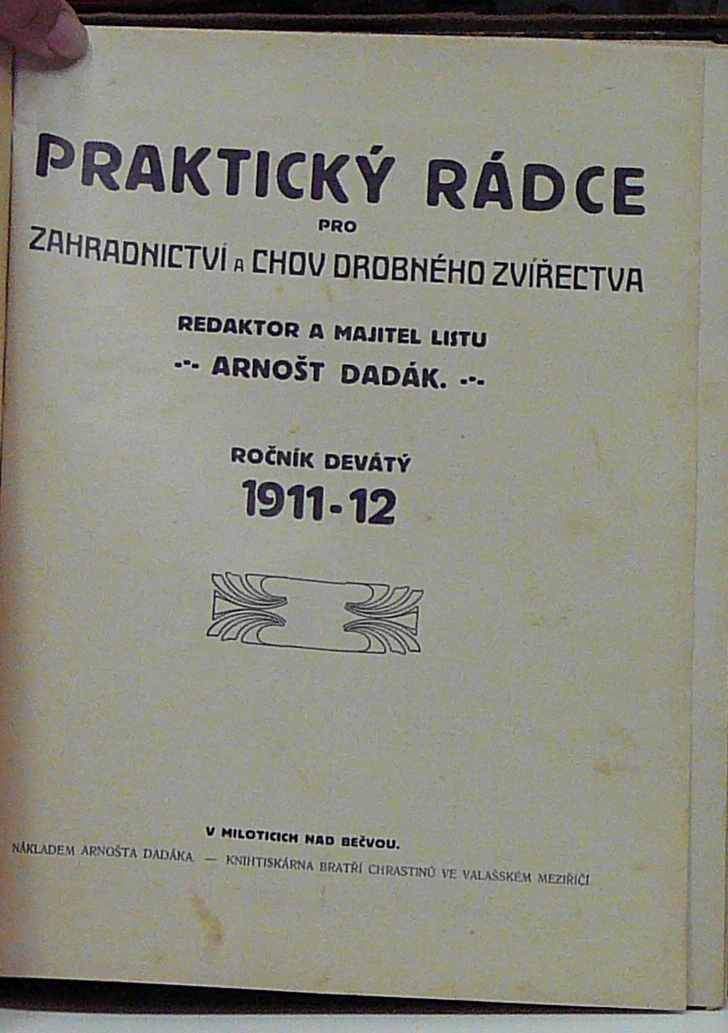 PRAKTICKÝ RÁDCE
PRO
ZAHRADNICTVÍ A CHOV DROBNÉHO ZVÍŘECTVA
REDAKTOR A MAJITEL LISTU
ARNOŠT DADÁK.
ROČNÍK DEVÁTÝ
1911-12
V MILOTICICH NAD BEČVOU.
NÁKLADEM ARNOŠTA DADÁKA. — KNIHTISKÁRNA BRATŘÍ CHRASTINŮ VE VALAŠSKÉM MEZIŘÍČÍ